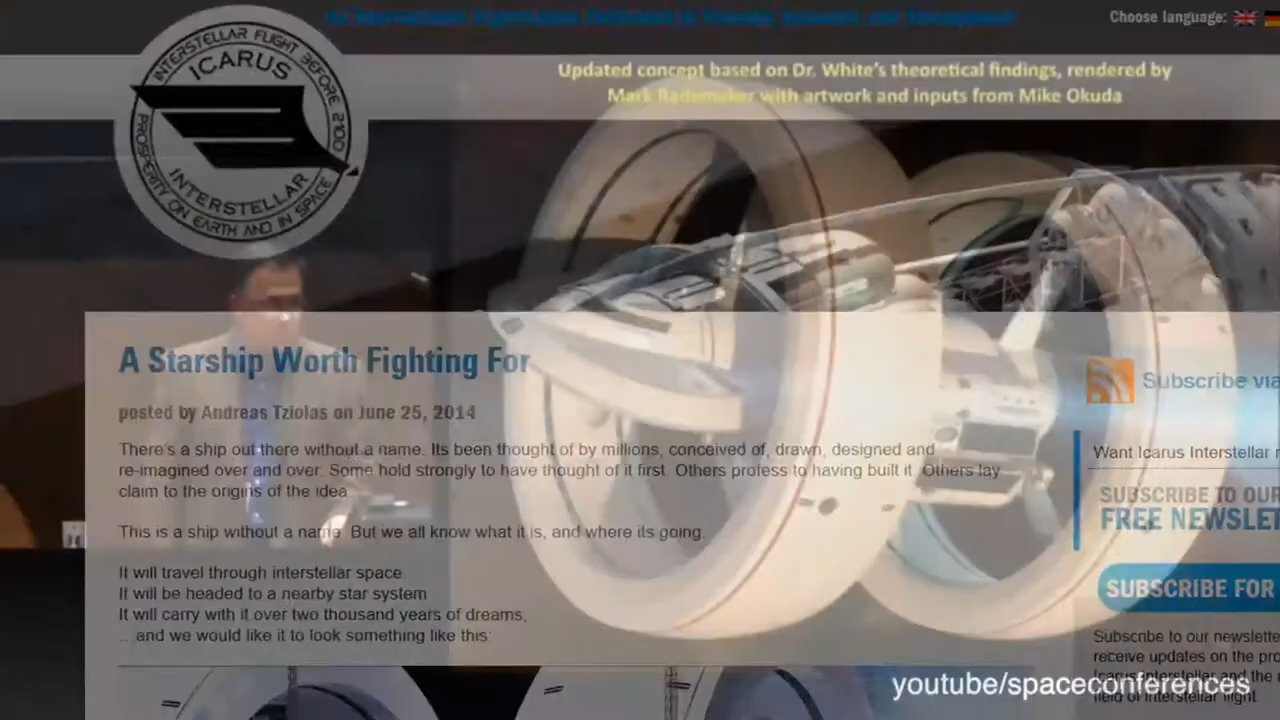 Choose language:
INTERSTELLAR FLIGHT BEFORE 2100
ICARUS
INTERSTELLAR
PROSPERITY ON EARTH AND IN SPACE
Updated concept based on Dr. White's theoretical findings, rendered by
Mark Rademaker with artwork and inputs from Mike Okuda
A Starship Worth Fighting For
posted by Andreas Tziolas on June 25, 2014
There's a ship out there without a name. Its been thought of by millions, conceived of, drawn, designed and
re-imagined over and over. Some hold strongly to have thought of it first. Others profess to having built it. Others lay
claim to the origins of the idea.
This is a ship without a name. But we all know what it is, and where its going.
It will travel through interstellar space
It will be headed to a nearby star system
It will carry with it over two thousand years of dreams,
... and we would like it to look something like this:
Subscribe via
Want Icarus Interstellar
SUBSCRIBE TO OUR
FREE NEWSLET
SUBSCRIBE FOR
Subscribe to our newslette
receive updates on the pro
Icarus Interstellar and the
field of interstellar flight.
youtube/spaceconferences